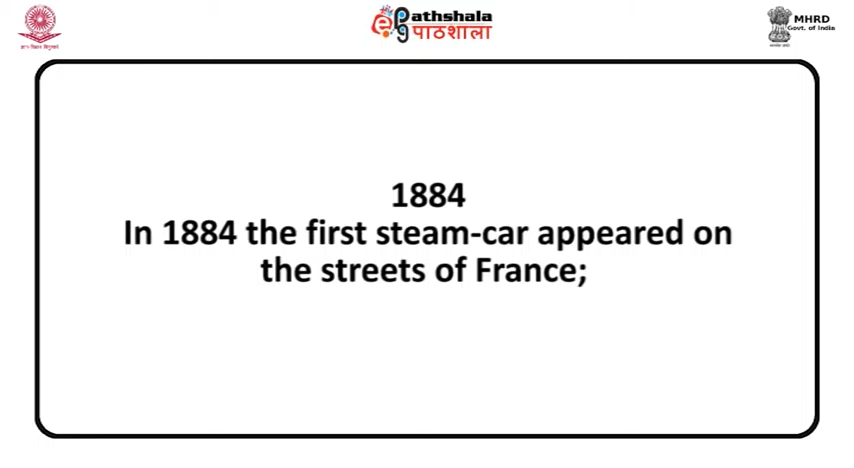 ePathshala
पाठशाला
MHRD
Govt. of India
1884
In 1884 the first steam-car appeared on
the streets of France;